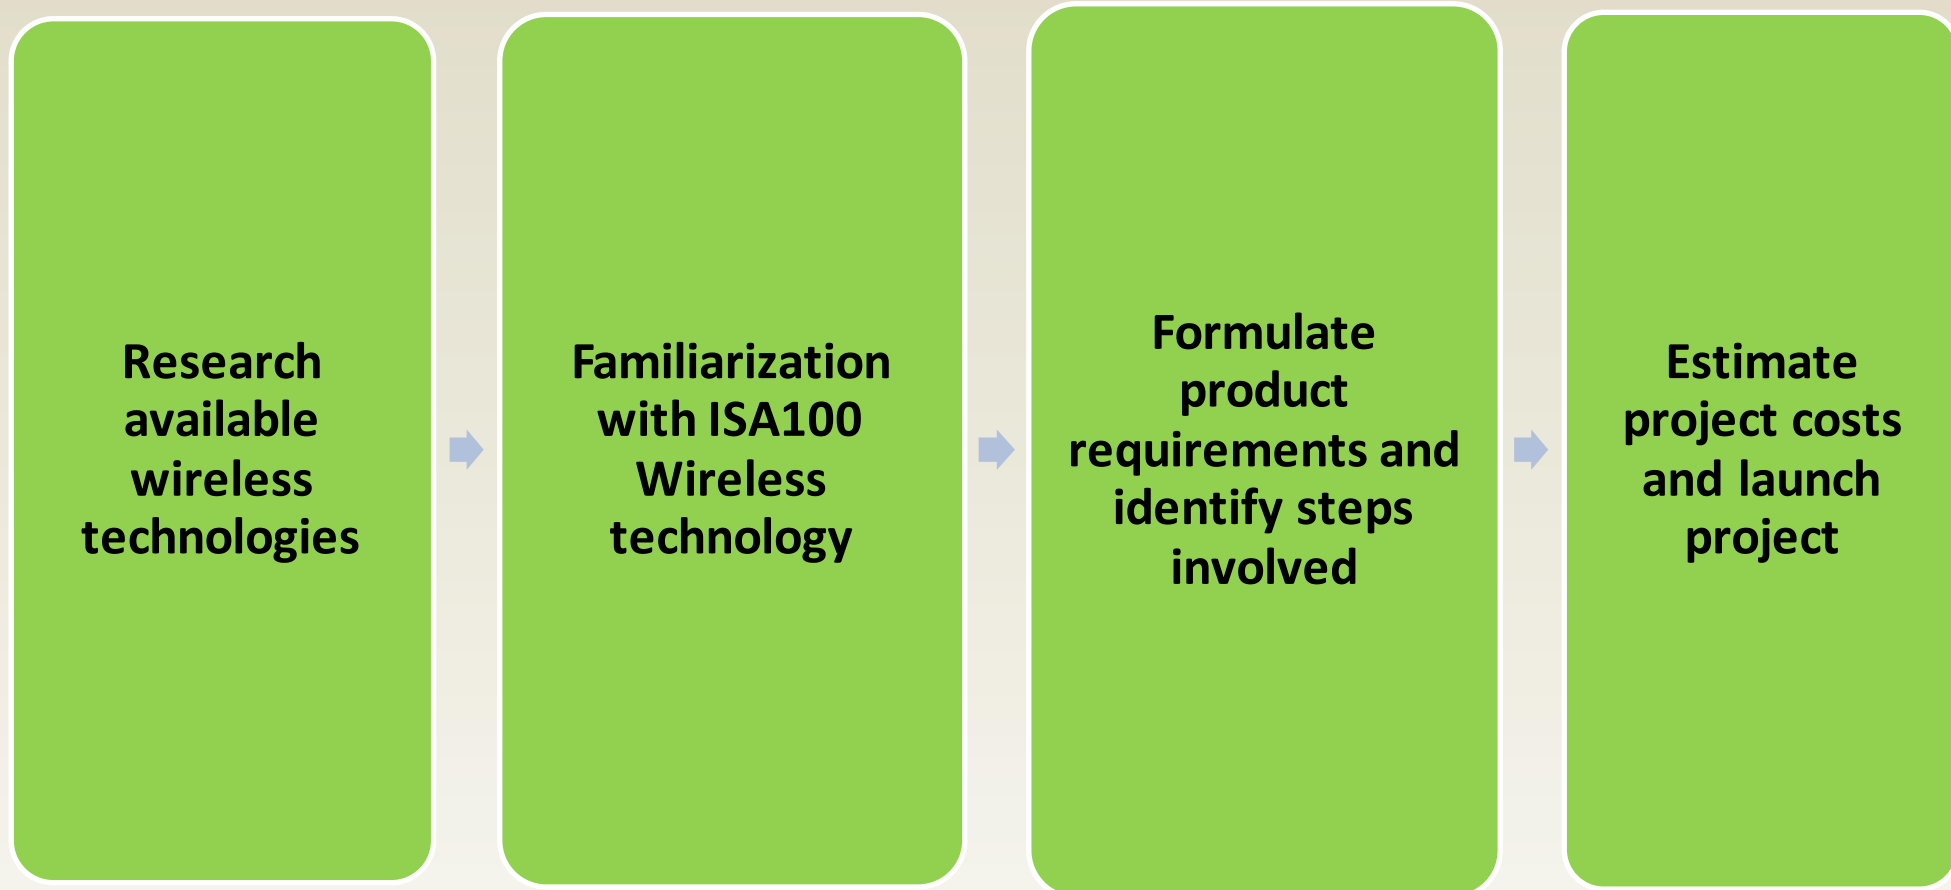 Research
available
wireless
technologies
Familiarization
with ISA100
Wireless
technology
Formulate
product
requirements and
identify steps
involved
Estimate
project costs
and launch
project